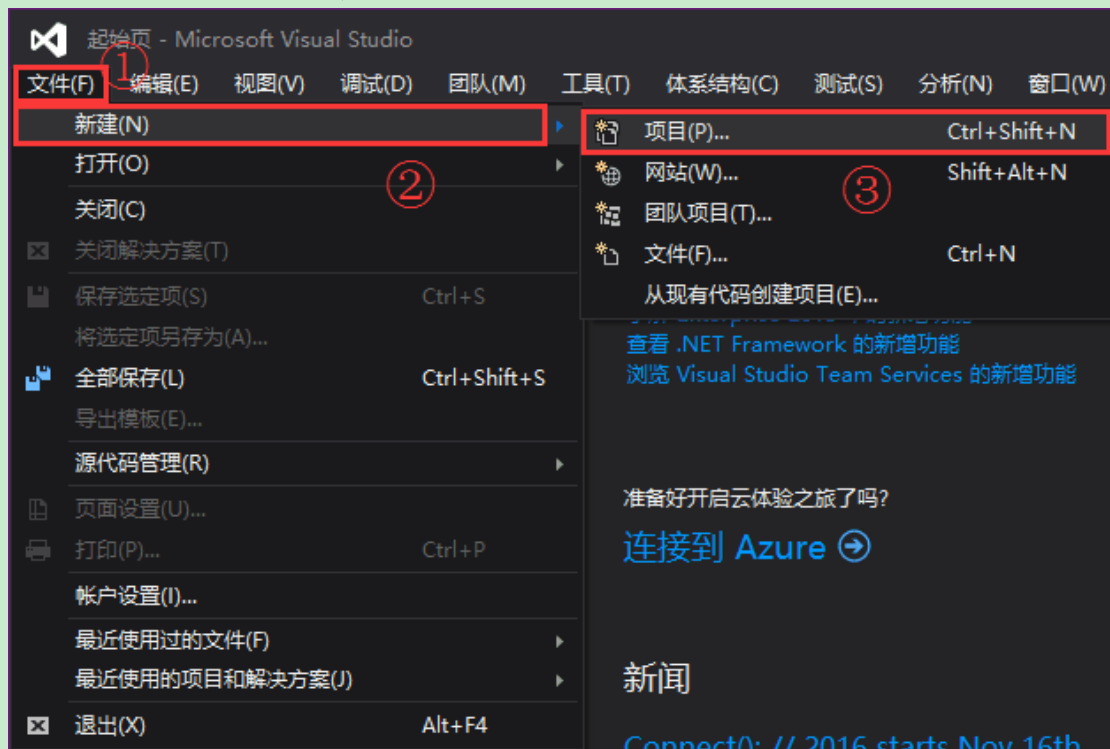 起始页 - Microsoft Visual Studio
①
文件(F) 编辑(E) 视图(V) 调试(D) 团队(M) 工具(T) 体系结构(C) 测试(S) 分析(N) 窗口(W)
新建(N)
打开(O)
②
关闭(C)
关闭解决方案(T)
保存选定项(S) Ctrl+S
将选定项另存为(A)...
全部保存(L) Ctrl+Shift+S
导出模板(E)...
源代码管理(R)
页面设置(U)...
打印(P)... Ctrl+P
帐户设置(I)...
最近使用过的文件(F)
最近使用的项目和解决方案(J)
退出(X) Alt+F4
项目(P)... Ctrl+Shift+N
网站(W)... Shift+Alt+N
③
团队项目(T)...
文件(F)... Ctrl+N
从现有代码创建项目(E)...
查看 .NET Framework 的新增功能
浏览 Visual Studio Team Services 的新增功能
准备好开启云体验之旅了吗?
连接到 Azure
新闻
Connect(); // 2016 starts Nov 16th